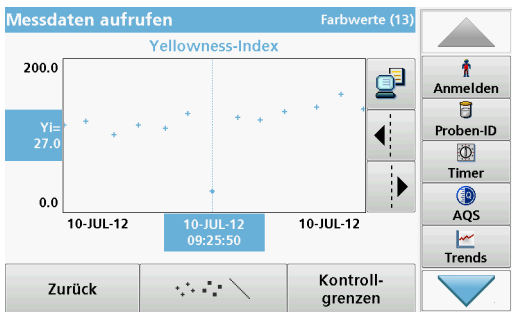 Messdaten aufrufen
Farbwerte (13)
Yellowness-Index
200.0
Yi=
27.0
0.0
10-JUL-12
10-JUL-12
09:25:50
10-JUL-12
Zurück
Kontroll-
grenzen
Anmelden
Proben-ID
Timer
AQS
Trends